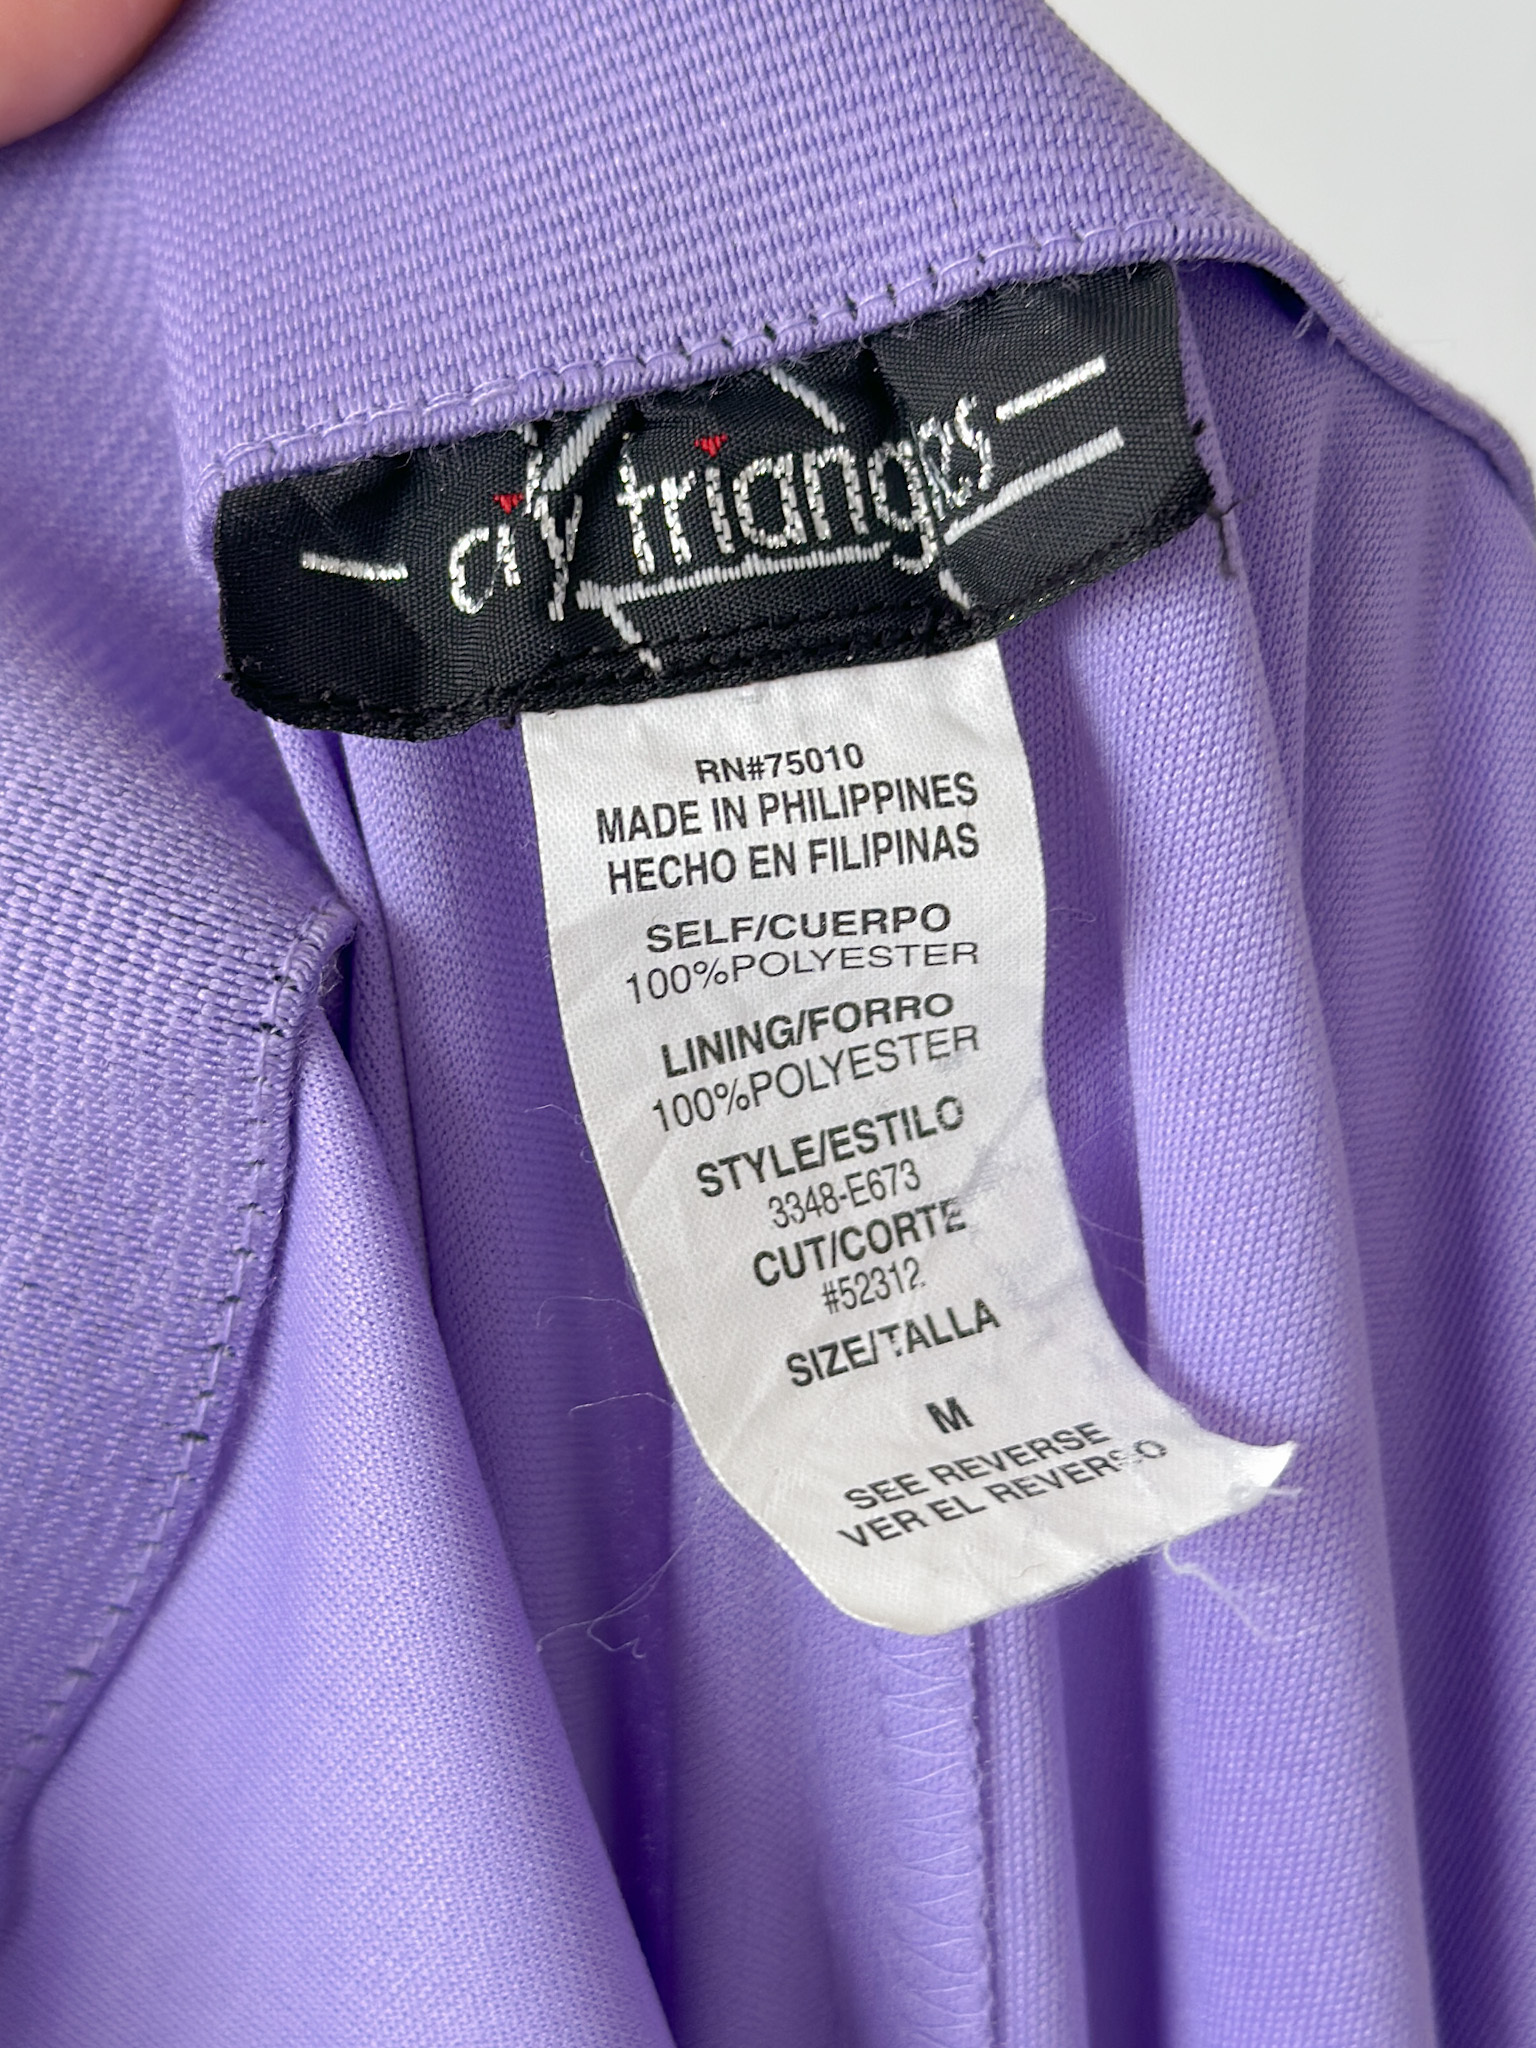 triangles
RN#75010
MADE IN PHILIPPINES
HECHO EN FILIPINAS
SELF/CUERPO
100%POLYESTER
LINING/FORRO
100%POLYESTER
STYLE/ESTILO
3348-E673
CUT/CORTE
#52312
SIZE/TALLA
M
SEE REVERSE
VER EL REVERSO